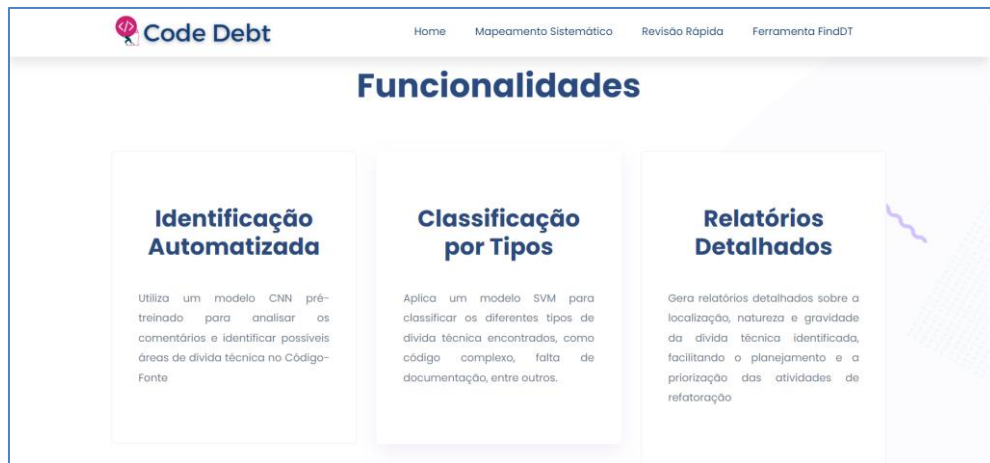 Code Debt
Home
Mapeamento Sistemático
Revisão Rápida
Ferramenta FindDT
Funcionalidades
Identificação
Automatizada
Utiliza um modelo CNN pré-
treinado para analisar os
comentários e identificar possíveis
áreas de dívida técnica no Código-
Fonte
Classificação
por Tipos
Aplica um modelo SVM para
classificar os diferentes tipos de
dívida técnica encontrados, como
código complexo, falta de
documentação, entre outros.
Relatórios
Detalhados
Gera relatórios detalhados sobre a
localização, natureza e gravidade
da dívida técnica identificada,
facilitando o planejamento e a
priorização das atividades de
refatoração